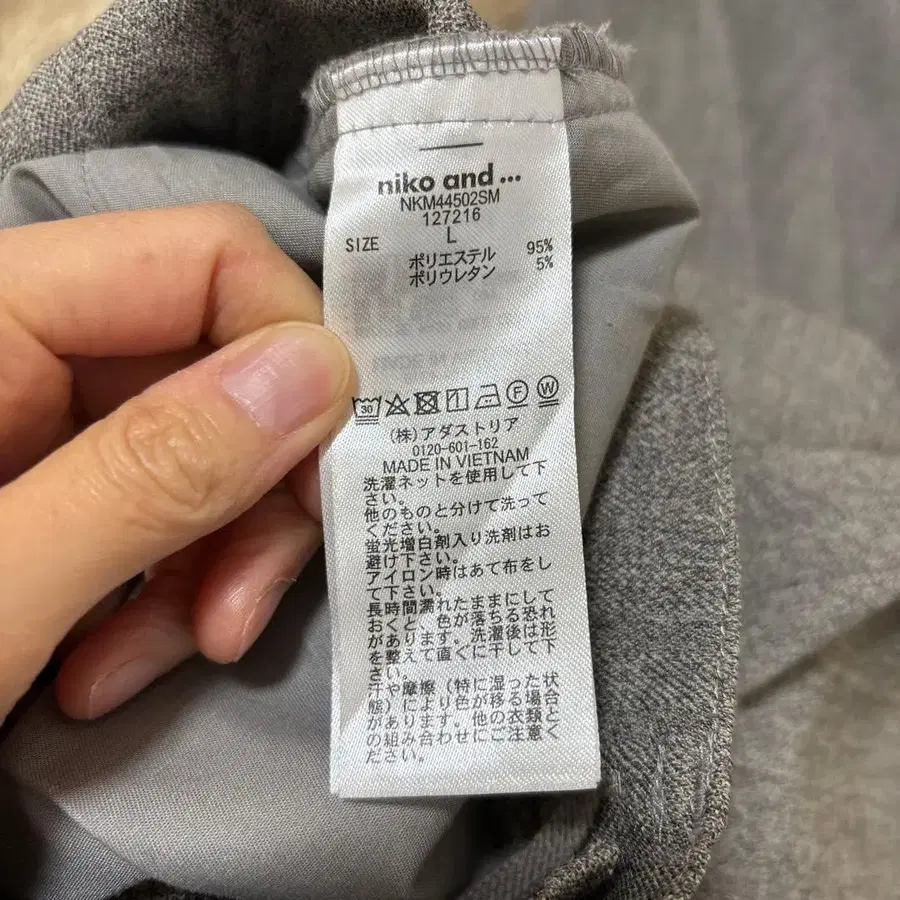 niko and ...
NKM44502SM
127216
SIZE L
ポリエステル 95%
ポリウレタン 5%
30 F W
(株)アダストリア
0120-601-162
MADE IN VIETNAM
洗濯ネットを使用して下
さい。
他のものと分けて洗って
ください。
蛍光増白剤入り洗剤はお
避け下さい。
アイロン時はあて布をし
て下さい。
長時間濡れたままにして
おくと、色が落ちる恐れ
があります。洗濯後は形
を整えて直ぐに干して下
さい。
汗や摩擦(特に湿った状
態)により色が移る場合
があります。他の衣類と
の組み合わせにご注意く
ださい。